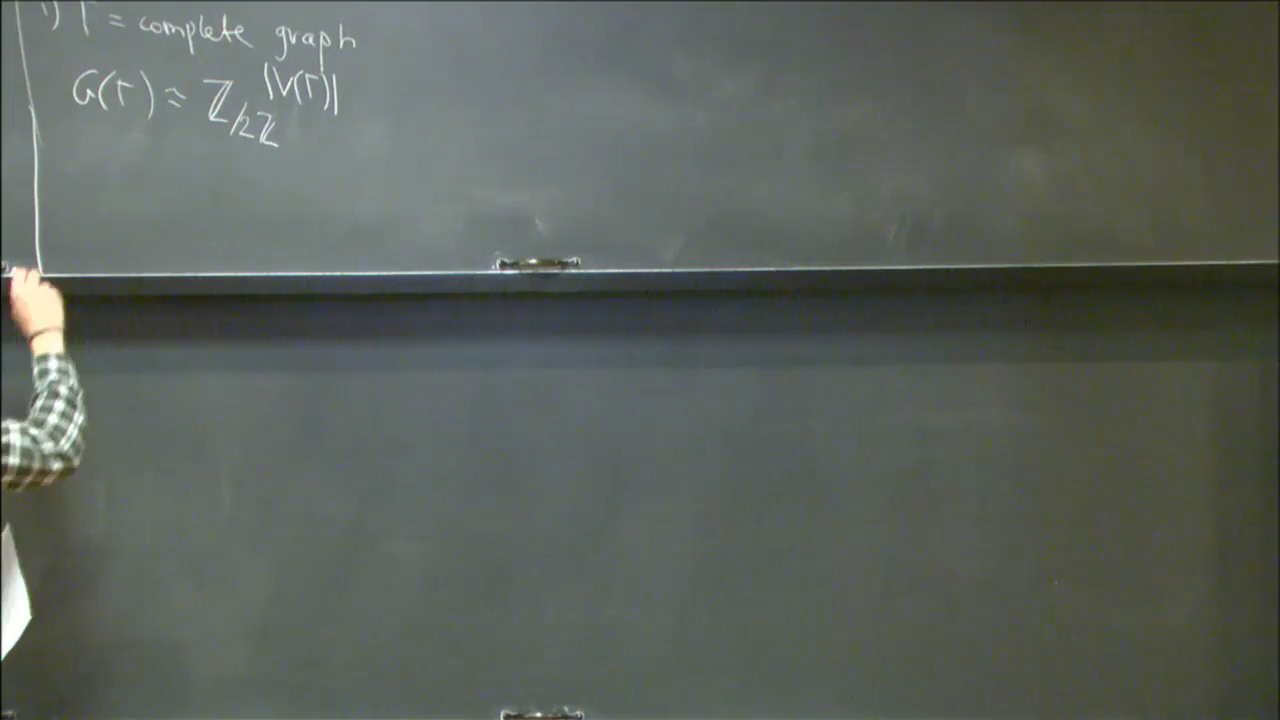 1) Γ = complete graph
G(Γ) ≈ ℤ/2ℤ^|V(Γ)|